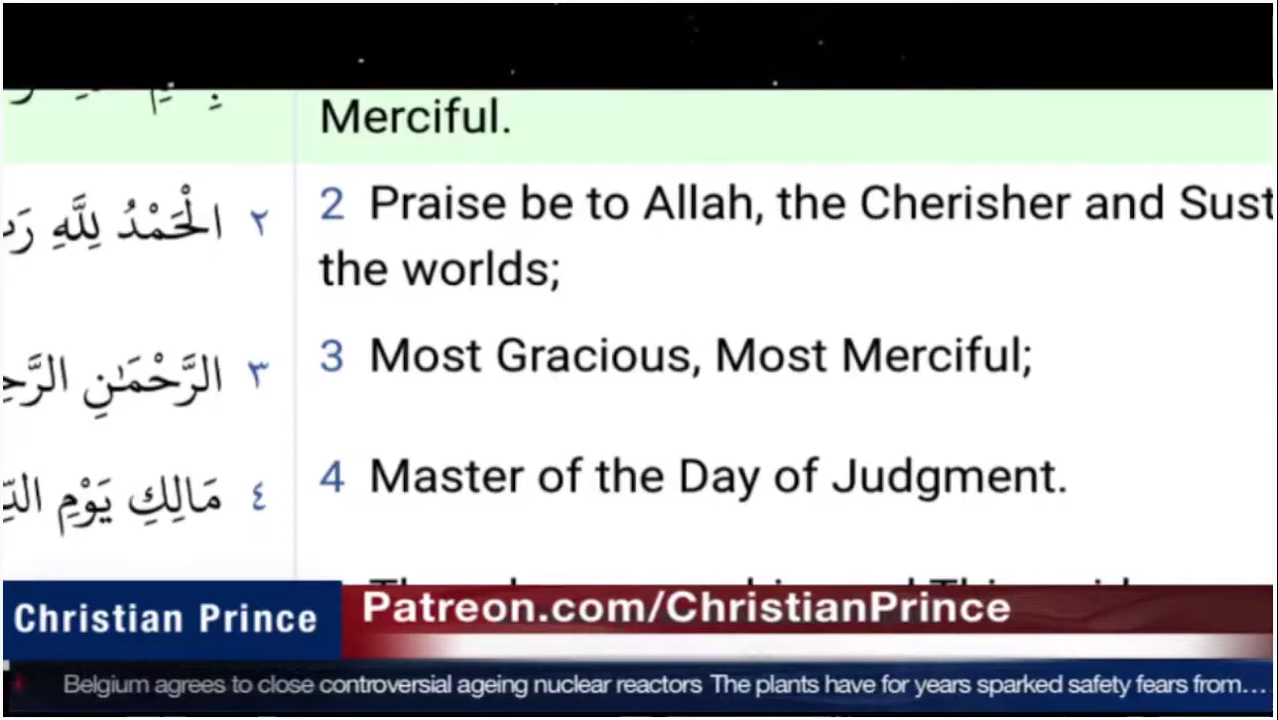 Merciful.
الْحَمْدُ لِلَّهِ ٢
2 Praise be to Allah, the Cherisher and
the worlds;
الرَّحْمَٰنِ ٣
3 Most Gracious, Most Merciful;
مَالِكِ يَوْمِ ٤
4 Master of the Day of Judgment.
Christian Prince
Patreon.com/ChristianPrince
Belgium agrees to close controversial ageing nuclear reactors The plants have for years sparked safety fears from...